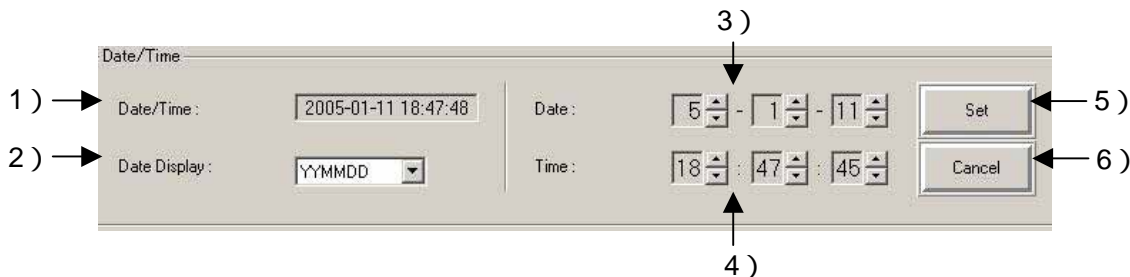 3)
Date/Time
1) Date/Time : 2005-01-11 18:47:48 Date : 5 - 1 - 11 Set 5)
2) Date Display : YYMMDD Time : 18 : 47 : 45 Cancel 6)
4)